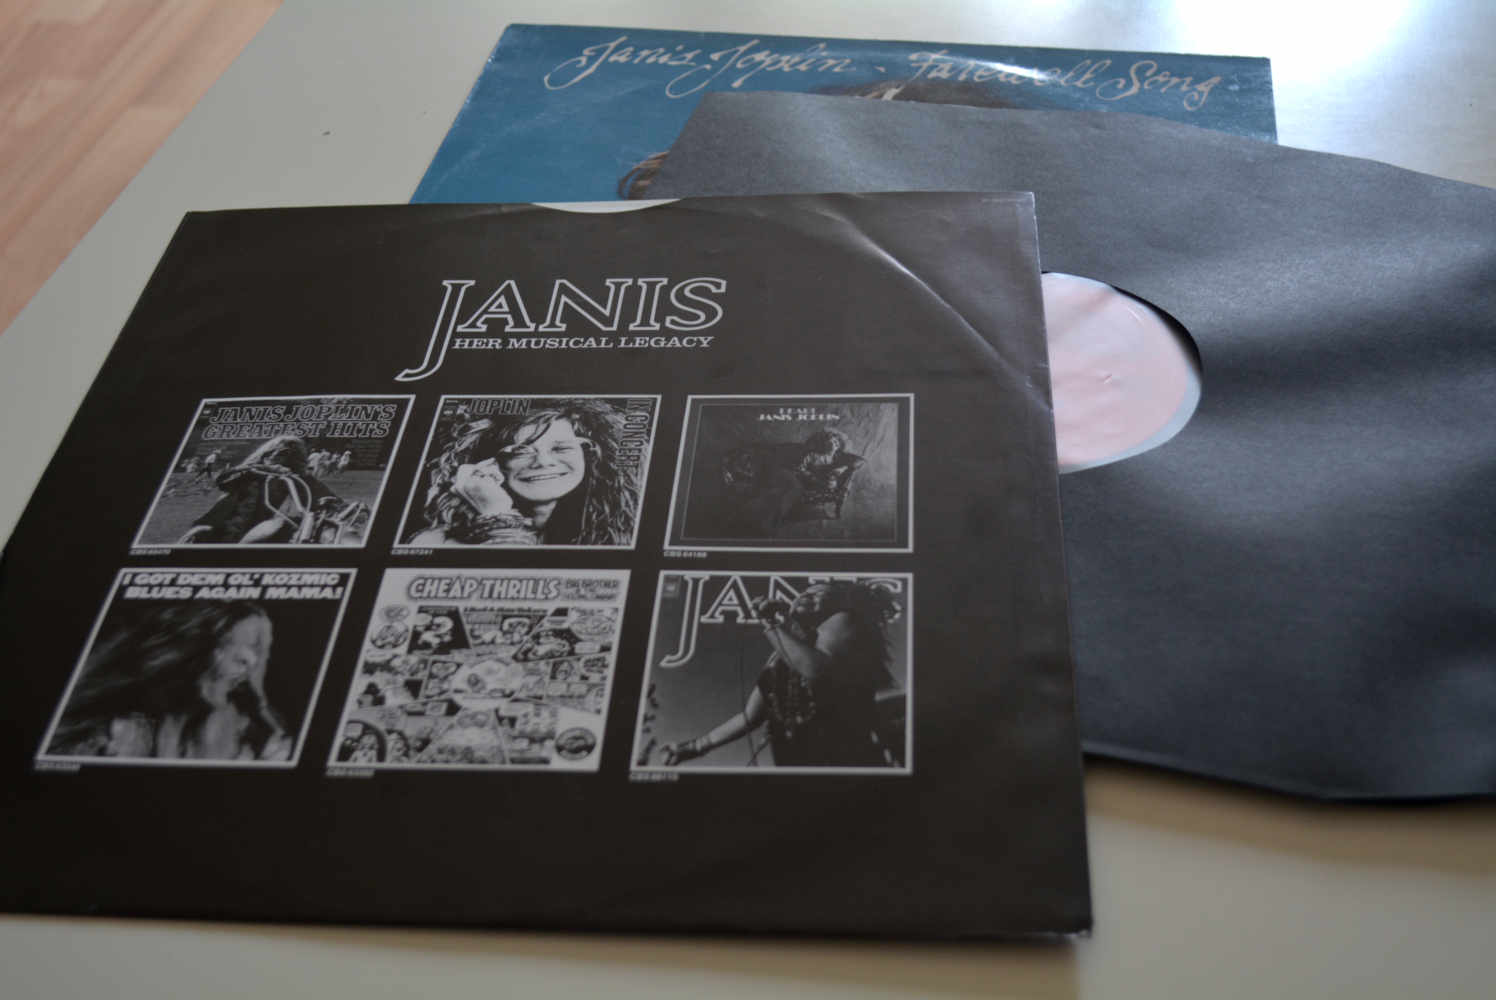 Janis Joplin · Farewell Song
JANIS
HER MUSICAL LEGACY
JANIS JOPLIN'S
GREATEST HITS
JOPLIN
IN CONCERT
PEARL
JANIS JOPLIN
I GOT DEM OL' KOZMIC
BLUES AGAIN MAMA!
CHEAP THRILLS
BIG BROTHER
JANIS